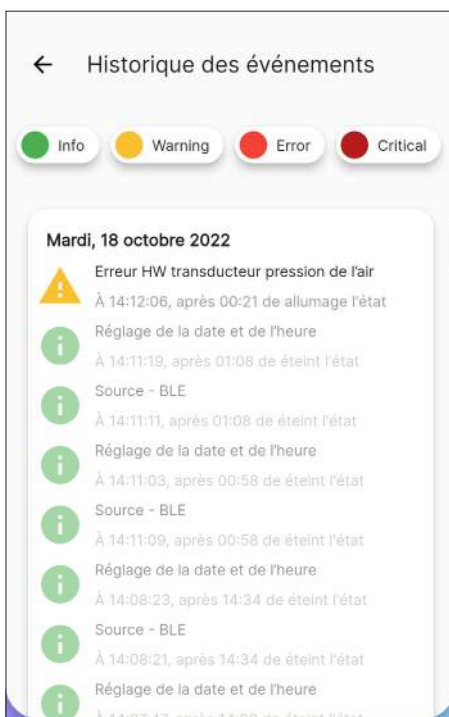 Historique des événements
Info
Warning
Error
Critical
Mardi, 18 octobre 2022
Erreur HW transducteur pression de l'air
À 14:12:06, après 00:21 de allumage l'état
Réglage de la date et de l'heure
À 14:11:19, après 01:08 de éteint l'état
Source - BLE
À 14:11:11, après 01:08 de éteint l'état
Réglage de la date et de l'heure
À 14:11:03, après 00:58 de éteint l'état
Source - BLE
À 14:11:09, après 00:58 de éteint l'état
Réglage de la date et de l'heure
À 14:08:23, après 14:34 de éteint l'état
Source - BLE
À 14:08:21, après 14:34 de éteint l'état
Réglage de la date et de l'heure